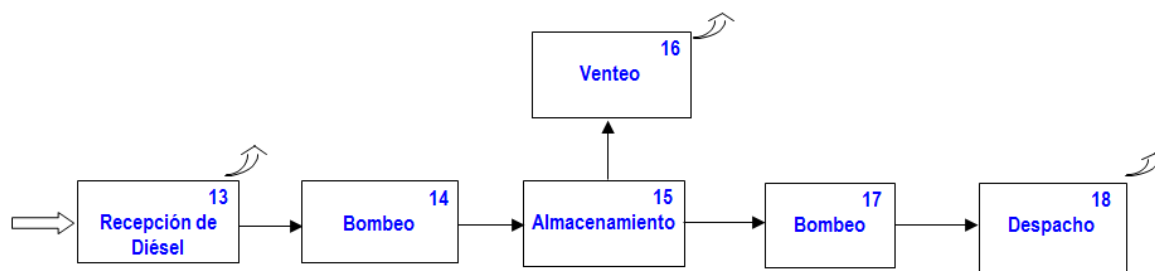 16
Venteo
13
Recepción de
Diésel
14
Bombeo
15
Almacenamiento
17
Bombeo
18
Despacho